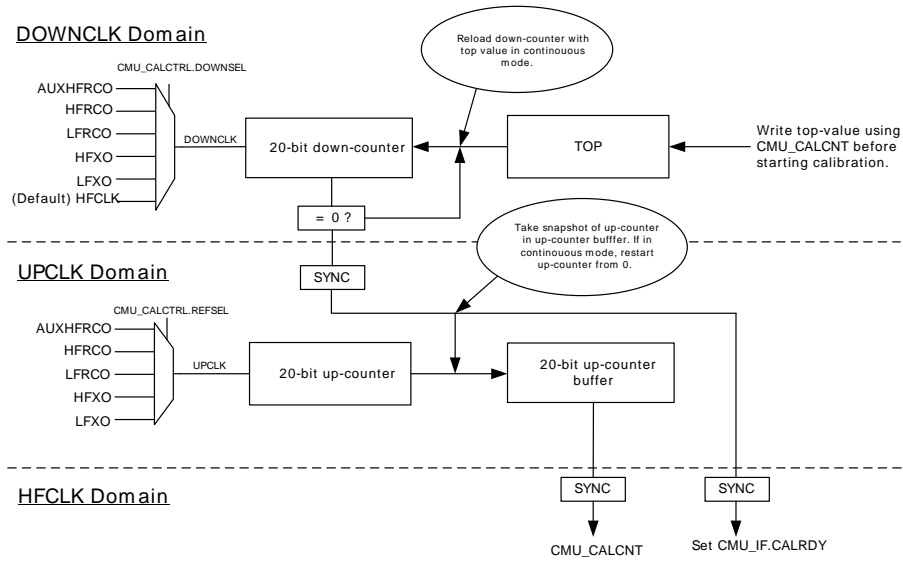 DOWNCLK Domain
CMU_CALCTRL.DOWNSEL
AUXHFRCO
HFRCO
LFRCO
HFXO
LFXO
(Default) HFCLK
DOWNCLK
20-bit down-counter
Reload down-counter with
top value in continouous
mode.
TOP
Write top-value using
CMU_CALCNT before
starting calibration.
= 0 ?
Take snapshot of up-counter
in up-counter bufffer. If in
continouous mode, restart
up-counter from 0.
UPCLK Domain
SYNC
CMU_CALCTRL.REFSEL
AUXHFRCO
HFRCO
LFRCO
HFXO
LFXO
UPCLK
20-bit up-counter
20-bit up-counter
buffer
HFCLK Domain
SYNC
SYNC
CMU_CALCNT
Set CMU_IF.CALRDY